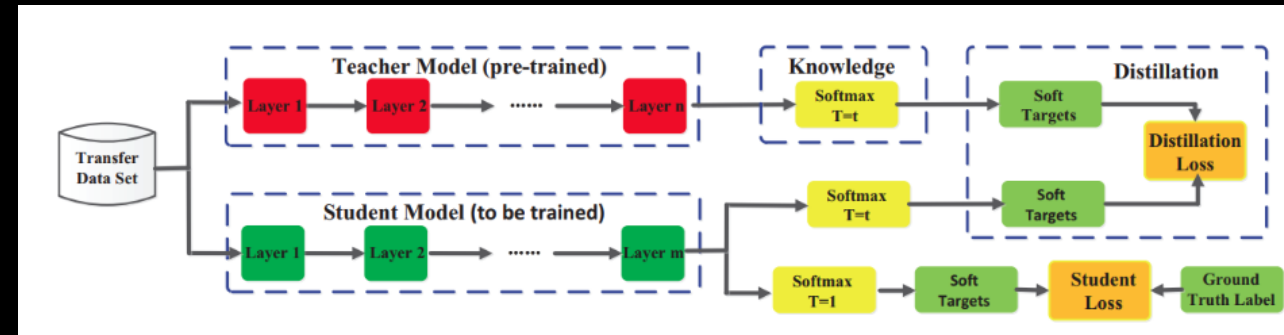 Teacher Model (pre-trained)
Layer 1
Layer 2
......
Layer n
Knowledge
Softmax
T=t
Distillation
Soft
Targets
Distillation
Loss
Transfer
Data Set
Student Model (to be trained)
Layer 1
Layer 2
......
Layer m
Softmax
T=t
Soft
Targets
Softmax
T=1
Soft
Targets
Student
Loss
Ground
Truth Label